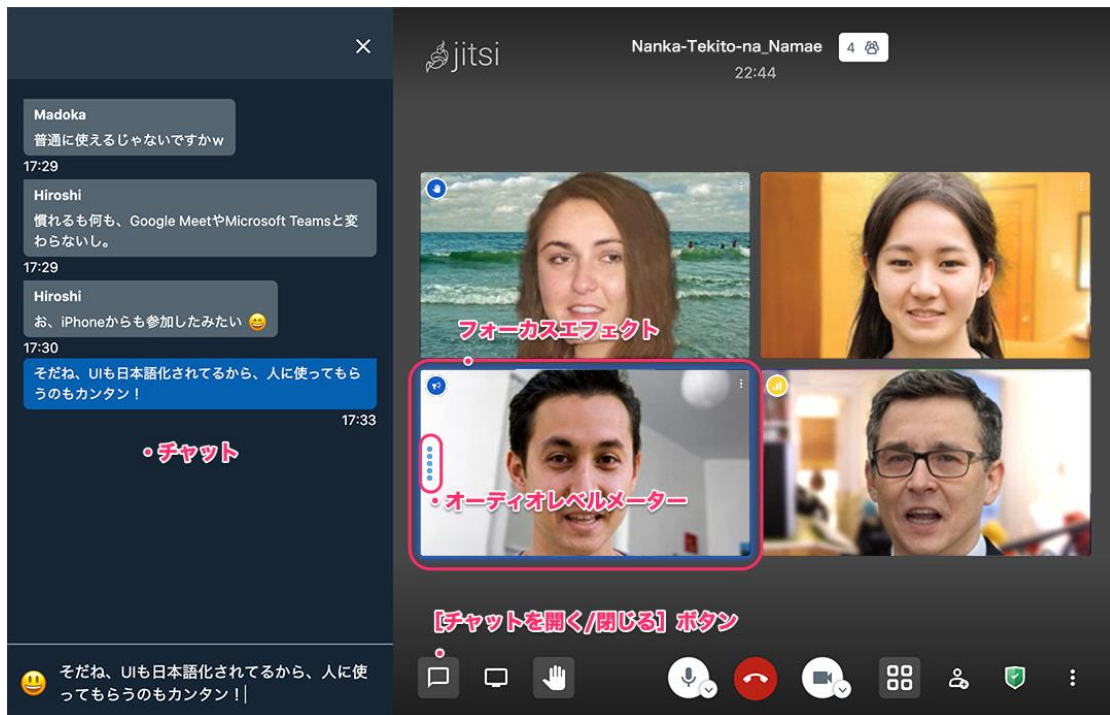 jitsi
Nanka-Tekito-na_Namae 4
22:44
Madoka
普通に使えるじゃないですかw
17:29
Hiroshi
慣れるも何も、Google MeetやMicrosoft Teamsと変
わらないし。
17:29
Hiroshi
お、iPhoneからも参加したみたい 😄
17:30
そだね、UIも日本語化されてるから、人に使ってもら
うのもカンタン！
17:33
・チャット
フォーカスエフェクト
・オーディオレベルメーター
［チャットを開く/閉じる］ボタン
😃 そだね、UIも日本語化されてるから、人に使
ってもらうのもカンタン！